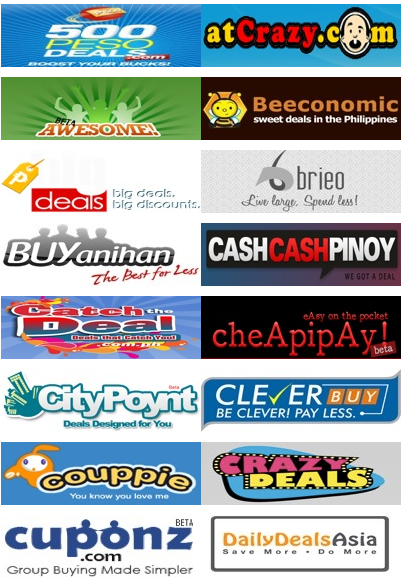 500
PESO
DEALS
.com
BOOST YOUR BUCKS!
atCrazy.com
BETA
AWESOME!
Beeconomic
sweet deals in the Philippines
P
deals
big deals.
big discounts.
brieo
Live large, Spend less!
BUYanihan
The Best for Less
CASHCASHPINOY
WE GOT A DEAL
Catch the
Deal
Deals that Catch You!
.com.ph
eAsy on the pocket
cheApipAy!
beta
CityPoynt
Beta
Deals Designed for You
CLEVER BUY
BE CLEVER! PAY LESS.
couppie
You know you love me
CRAZY
DEALS
cuponz
BETA
.com
Group Buying Made Simpler
DailyDealsAsia
Save More • Do More